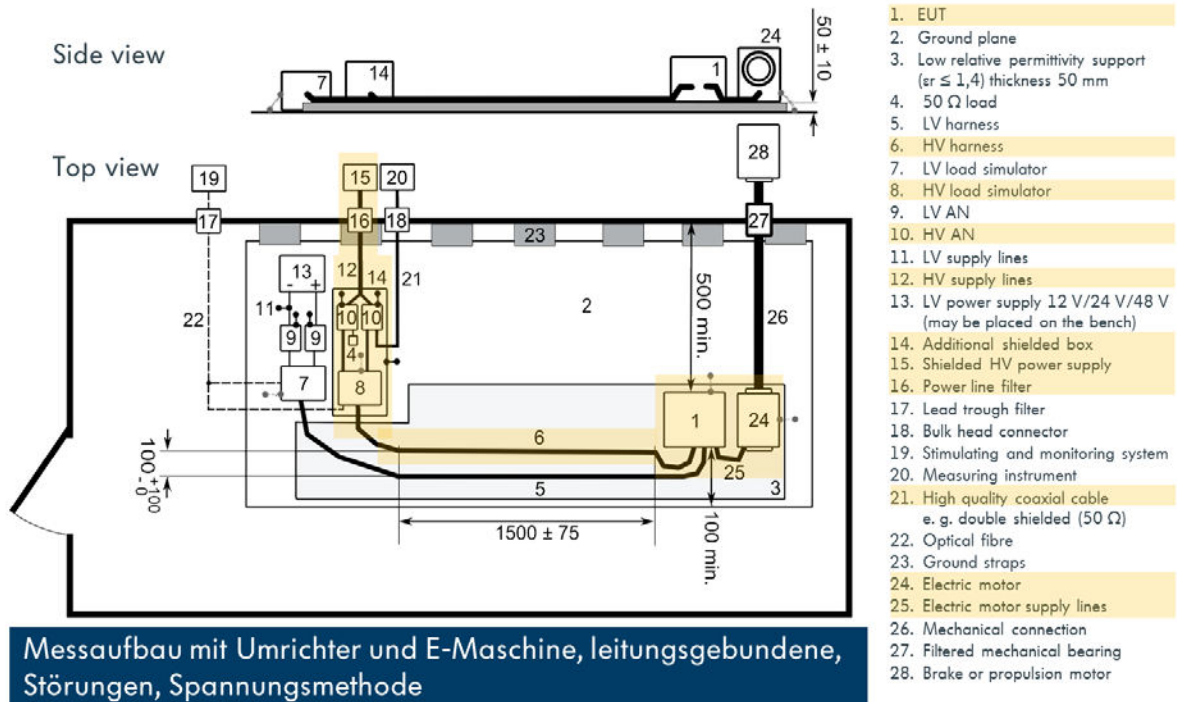 Side view
7
14
1
24
50 ± 10
Top view
19
15
20
28
17
16
18
27
23
13
- +
12
14
21
11
10
10
2
500 min.
26
22
9
9
4
7
8
1
24
6
25
100 +100 -0
5
3
1500 ± 75
100 min.
Messaufbau mit Umrichter und E-Maschine, leitungsgebundene,
Störungen, Spannungsmethode
1. EUT
2. Ground plane
3. Low relative permittivity support
(εr ≤ 1,4) thickness 50 mm
4. 50 Ω load
5. LV harness
6. HV harness
7. LV load simulator
8. HV load simulator
9. LV AN
10. HV AN
11. LV supply lines
12. HV supply lines
13. LV power supply 12 V/24 V/48 V
(may be placed on the bench)
14. Additional shielded box
15. Shielded HV power supply
16. Power line filter
17. Lead trough filter
18. Bulk head connector
19. Stimulating and monitoring system
20. Measuring instrument
21. High quality coaxial cable
e. g. double shielded (50 Ω)
22. Optical fibre
23. Ground straps
24. Electric motor
25. Electric motor supply lines
26. Mechanical connection
27. Filtered mechanical bearing
28. Brake or propulsion motor